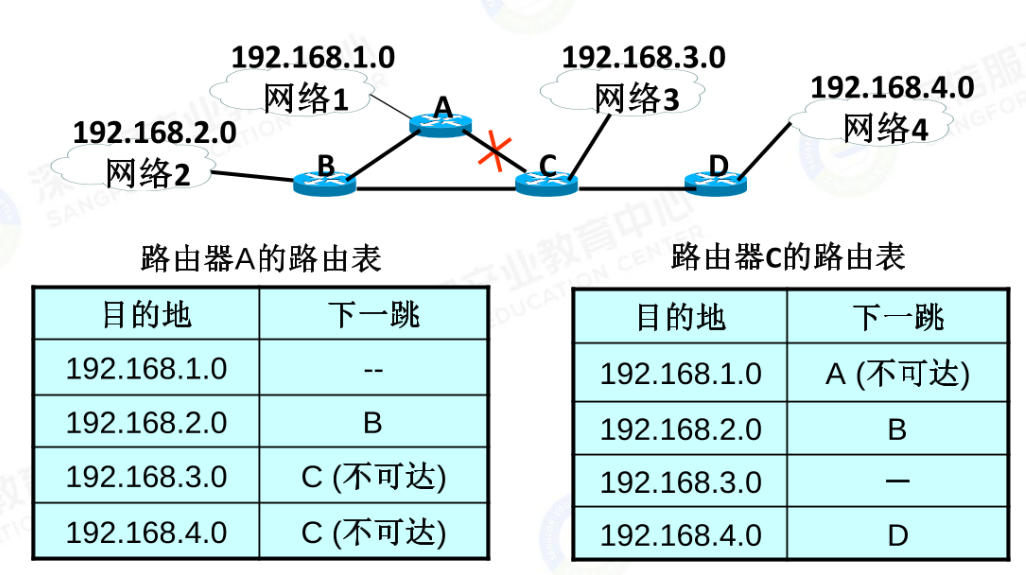 192.168.1.0
网络1
192.168.3.0
网络3
192.168.4.0
网络4
192.168.2.0
网络2
A
B
C
D
路由器A的路由表
目的地 下一跳
192.168.1.0 --
192.168.2.0 B
192.168.3.0 C (不可达)
192.168.4.0 C (不可达)
路由器C的路由表
目的地 下一跳
192.168.1.0 A (不可达)
192.168.2.0 B
192.168.3.0 —
192.168.4.0 D